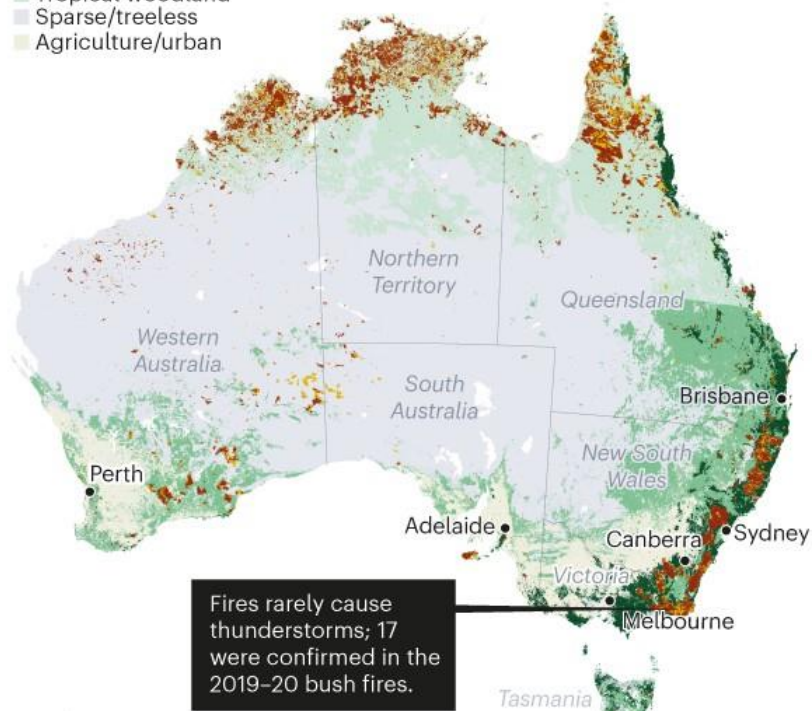 Sparse/treeless
Agriculture/urban
Northern
Territory
Queensland
Western
Australia
South
Australia
Brisbane
New South
Wales
Perth
Adelaide
Canberra
Sydney
Victoria
Melbourne
Fires rarely cause
thunderstorms; 17
were confirmed in the
2019–20 bush fires.
Tasmania